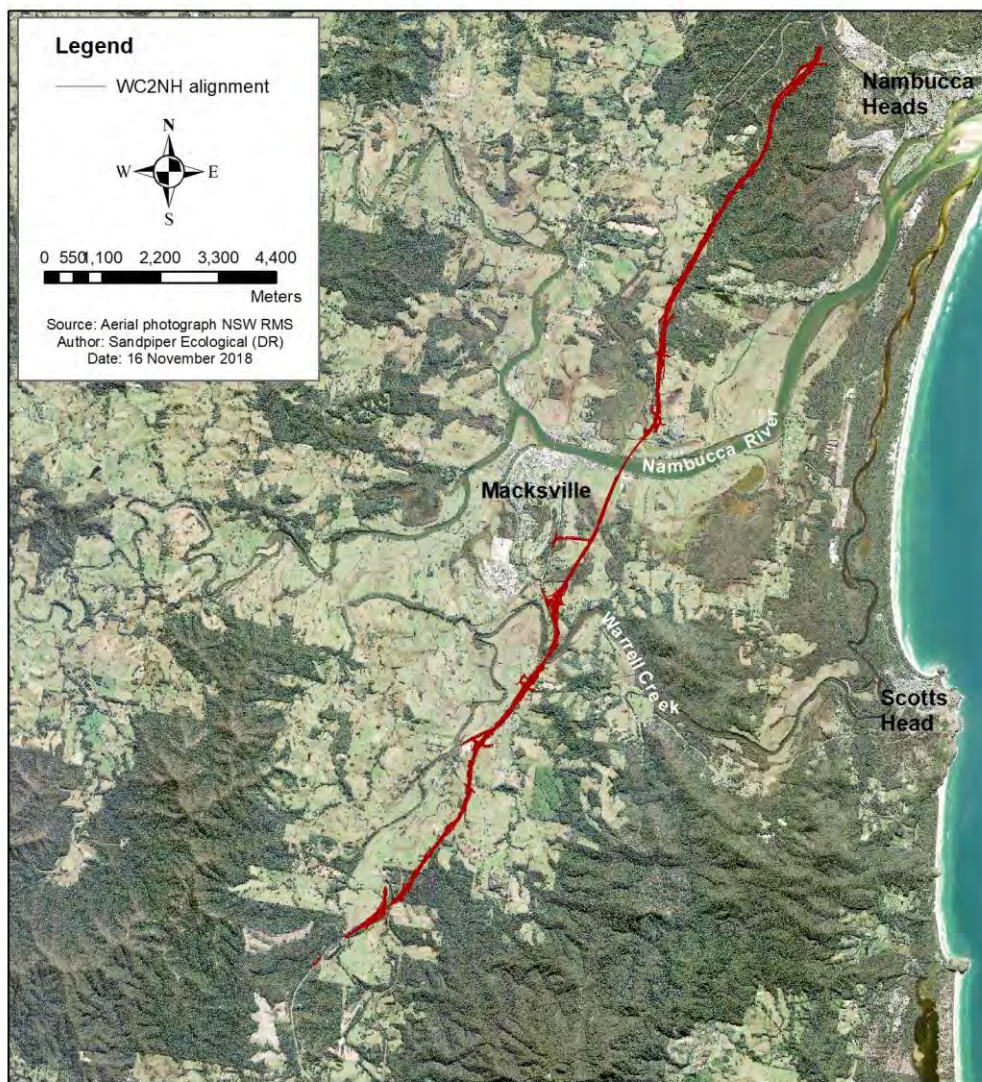 Legend
WC2NH alignment
N
W
E
S
0 550 1,100 2,200 3,300 4,400
Meters
Source: Aerial photograph NSW RMS
Author: Sandpiper Ecological (DR)
Date: 16 November 2018
Nambucca
Heads
Nambucca River
Macksville
Warrell Creek
Scotts
Head